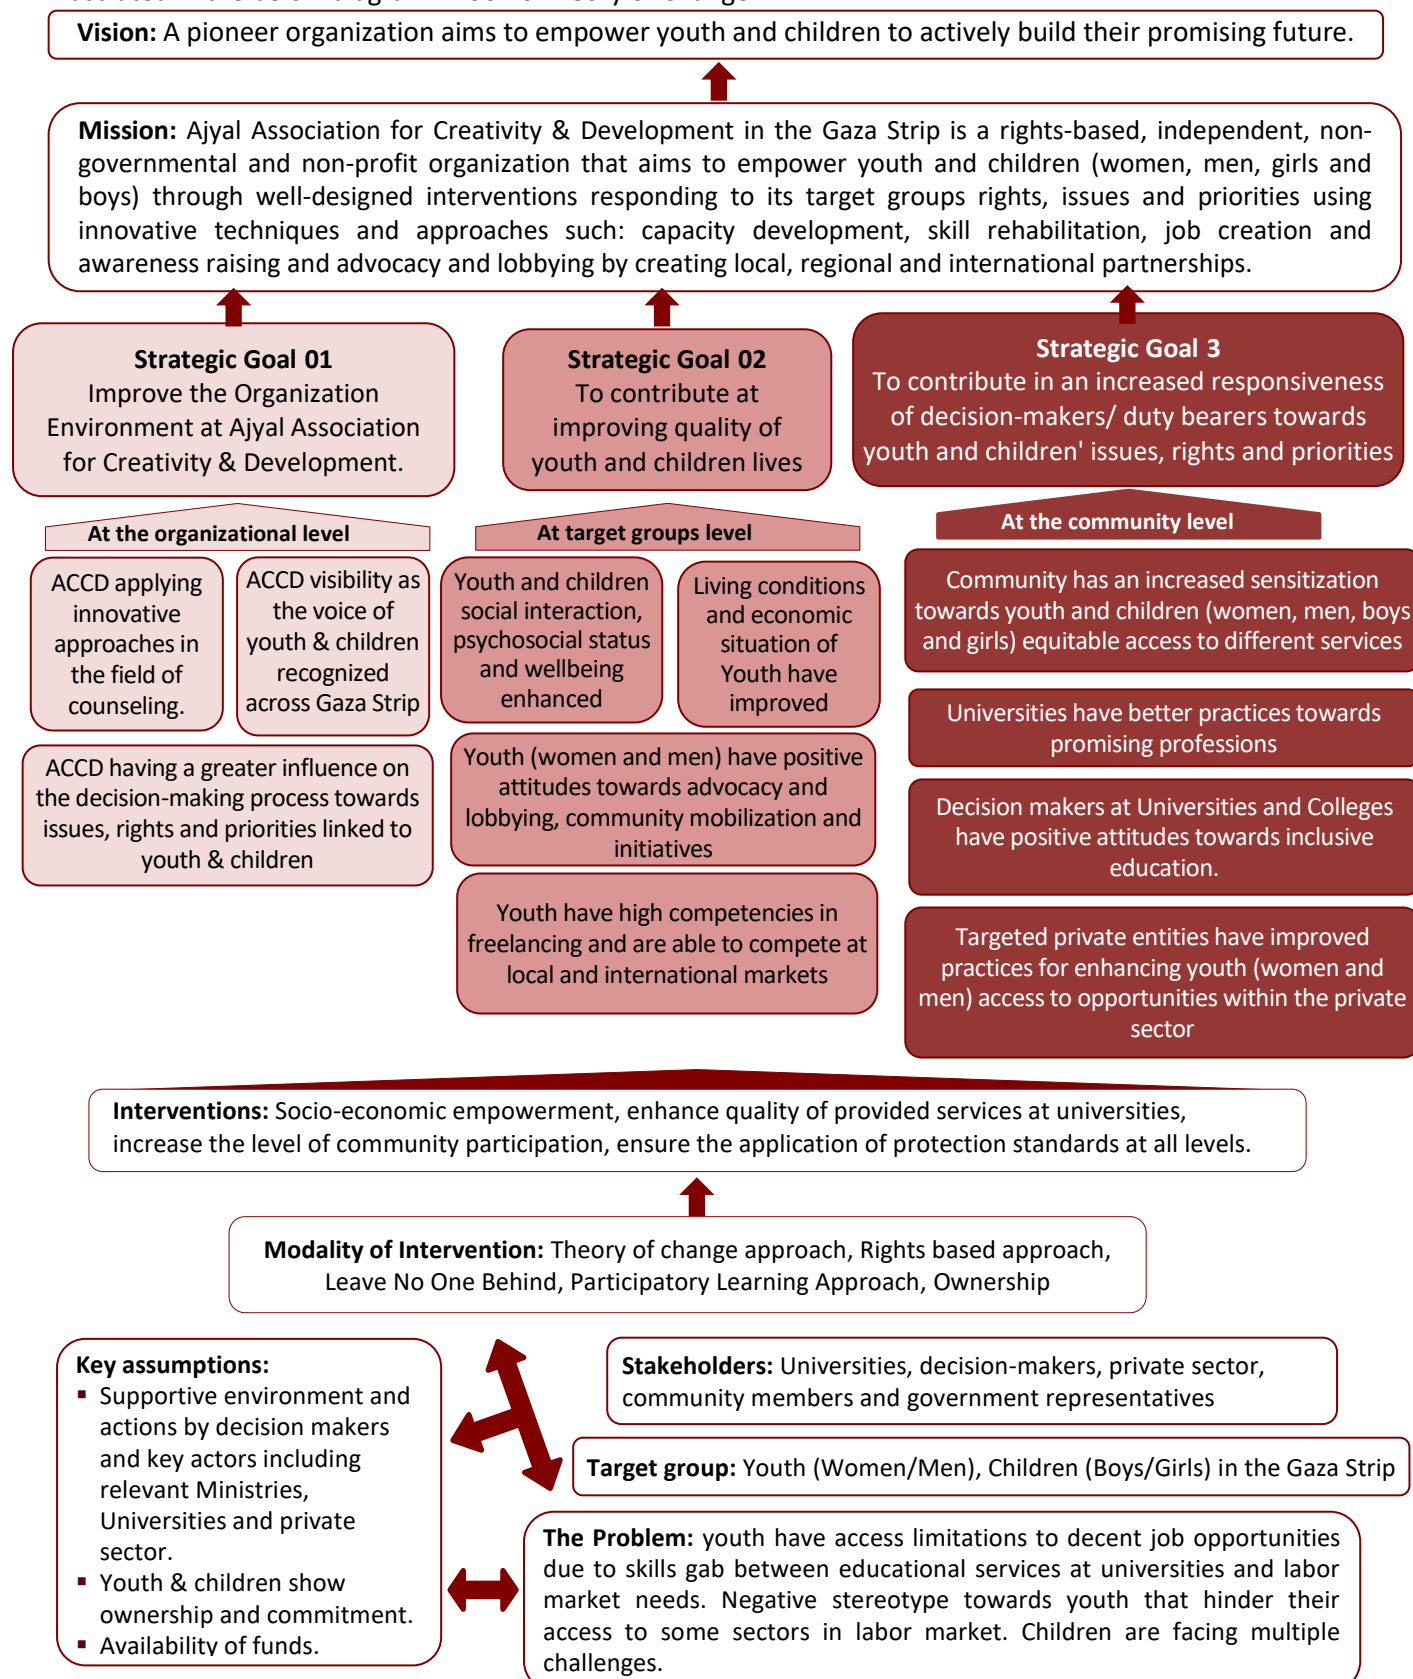 Vision: A pioneer organization aims to empower youth and children to actively build their promising future.
Mission: Ajyal Association for Creativity & Development in the Gaza Strip is a rights-based, independent, non-
governmental and non-profit organization that aims to empower youth and children (women, men, girls and
boys) through well-designed interventions responding to its target groups rights, issues and priorities using
innovative techniques and approaches such: capacity development, skill rehabilitation, job creation and
awareness raising and advocacy and lobbying by creating local, regional and international partnerships.
Strategic Goal 01
Improve the Organization
Environment at Ajyal Association
for Creativity & Development.
Strategic Goal 02
To contribute at
improving quality of
youth and children lives
Strategic Goal 3
To contribute in an increased responsiveness
of decision-makers/ duty bearers towards
youth and children' issues, rights and priorities
At the organizational level
ACCD applying
innovative
approaches in
the field of
counseling.
ACCD visibility as
the voice of
youth & children
recognized
across Gaza Strip
ACCD having a greater influence on
the decision-making process towards
issues, rights and priorities linked to
youth & children
At target groups level
Youth and children
social interaction,
psychosocial status
and wellbeing
enhanced
Living conditions
and economic
situation of
Youth have
improved
Youth (women and men) have positive
attitudes towards advocacy and
lobbying, community mobilization and
initiatives
Youth have high competencies in
freelancing and are able to compete at
local and international markets
At the community level
Community has an increased sensitization
towards youth and children (women, men, boys
and girls) equitable access to different services
Universities have better practices towards
promising professions
Decision makers at Universities and Colleges
have positive attitudes towards inclusive
education.
Targeted private entities have improved
practices for enhancing youth (women and
men) access to opportunities within the private
sector
Interventions: Socio-economic empowerment, enhance quality of provided services at universities,
increase the level of community participation, ensure the application of protection standards at all levels.
Modality of Intervention: Theory of change approach, Rights based approach,
Leave No One Behind, Participatory Learning Approach, Ownership
Key assumptions:
▪ Supportive environment and
actions by decision makers
and key actors including
relevant Ministries,
Universities and private
sector.
▪ Youth & children show
ownership and commitment.
▪ Availability of funds.
Stakeholders: Universities, decision-makers, private sector,
community members and government representatives
Target group: Youth (Women/Men), Children (Boys/Girls) in the Gaza Strip
The Problem: youth have access limitations to decent job opportunities
due to skills gab between educational services at universities and labor
market needs. Negative stereotype towards youth that hinder their
access to some sectors in labor market. Children are facing multiple
challenges.